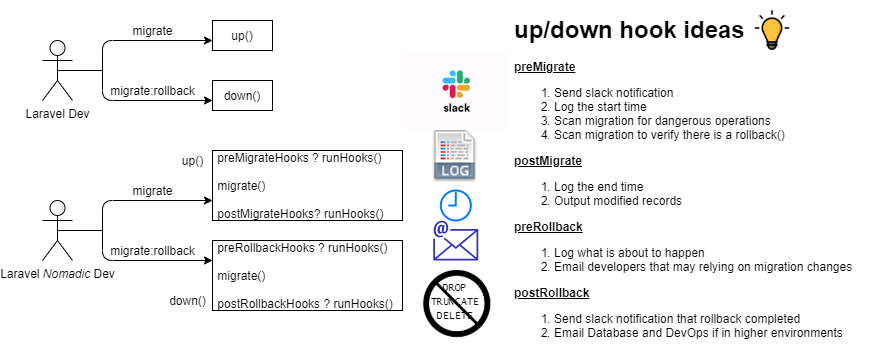 migrate
up()
migrate:rollback
down()
Laravel Dev
up()
preMigrateHooks ? runHooks()
migrate()
postMigrateHooks? runHooks()
migrate
migrate:rollback
Laravel Nomadic Dev
down()
preRollbackHooks ? runHooks()
migrate()
postRollbackHooks ? runHooks()
slack
LOG
@
DROP
TRUNCATE
DELETE
up/down hook ideas
preMigrate
1. Send slack notification
2. Log the start time
3. Scan migration for dangerous operations
4. Scan migration to verify there is a rollback()
postMigrate
1. Log the end time
2. Output modified records
preRollback
1. Log what is about to happen
2. Email developers that may relying on migration changes
postRollback
1. Send slack notification that rollback completed
2. Email Database and DevOps if in higher environments